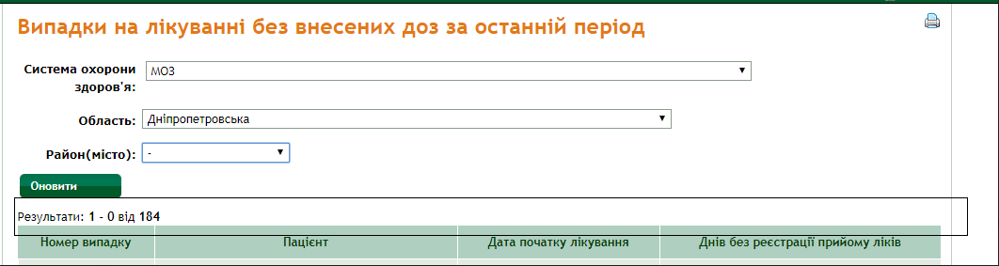 Випадки на лікуванні без внесених доз за останній період
Система охорони здоров'я: МОЗ
Область: Дніпропетровська
Район(місто): -
Оновити
Результати: 1 - 0 від 184
Номер випадку Пацієнт Дата початку лікування Днів без реєстрації прийому ліків